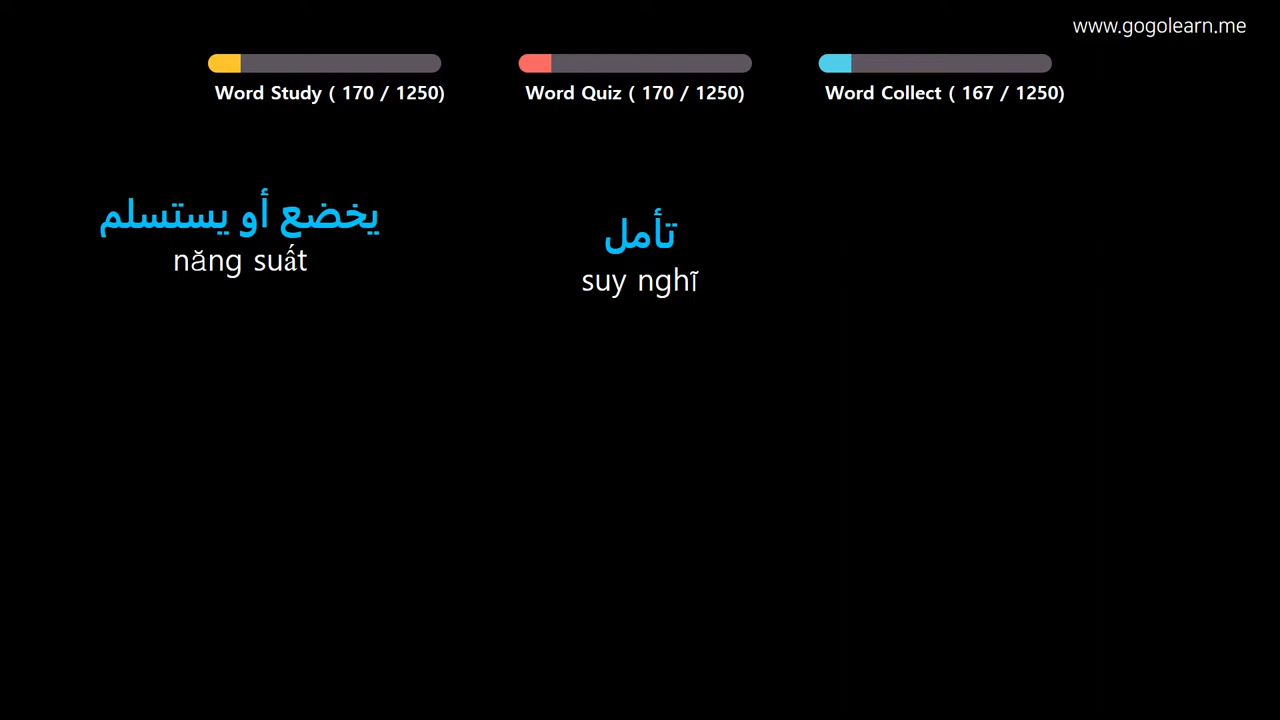 www.gogolearn.me
Word Study ( 170 / 1250)
Word Quiz ( 170 / 1250)
Word Collect ( 167 / 1250)
يخضع أو يستسلم
năng suất
تأمل
suy nghĩ